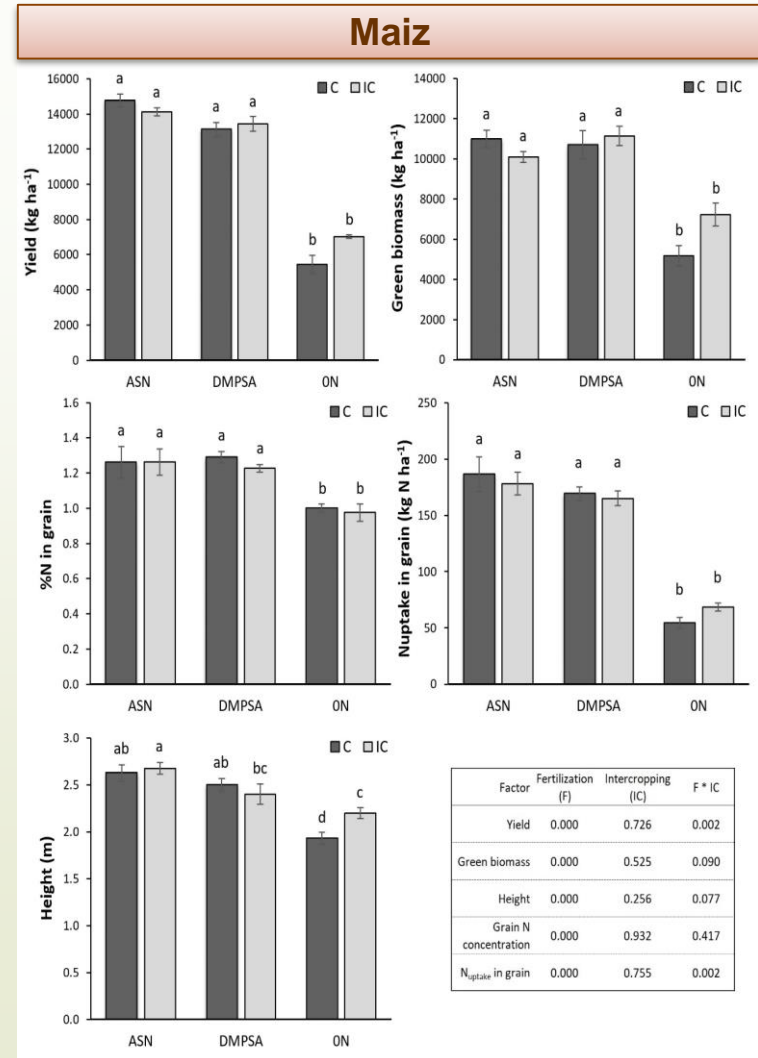 Maiz
Yield (kg ha⁻¹)
16000
14000
12000
10000
8000
6000
4000
2000
0
C IC
a a a a b b
ASN DMPSA 0N
Green biomass (kg ha⁻¹)
14000
12000
10000
8000
6000
4000
2000
0
C IC
a a a a b b
ASN DMPSA 0N
%N in grain
1.6
1.4
1.2
1.0
0.8
0.6
0.4
0.2
0.0
C IC
a a a a b b
ASN DMPSA 0N
Nuptake in grain (kg N ha⁻¹)
250
200
150
100
50
0
C IC
a a a a b b
ASN DMPSA 0N
Height (m)
3.0
2.5
2.0
1.5
1.0
0.5
0.0
C IC
ab a ab bc d c
ASN DMPSA 0N
Factor Fertilization (F) Intercropping (IC) F * IC
Yield 0.000 0.726 0.002
Green biomass 0.000 0.525 0.090
Height 0.000 0.256 0.077
Grain N concentration 0.000 0.932 0.417
Nuptake in grain 0.000 0.755 0.002